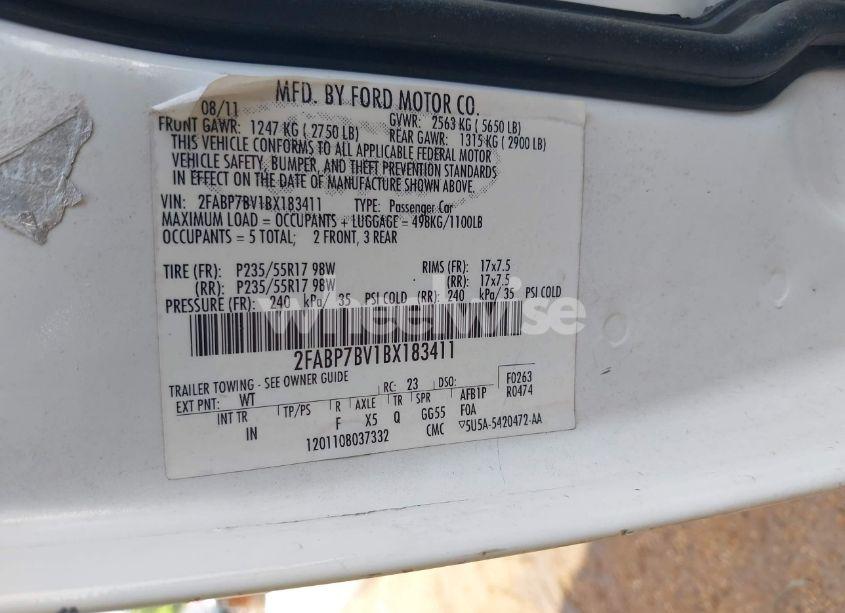 MFD. BY FORD MOTOR CO.
08/11 GVWR: 2563 KG ( 5650 LB)
FRONT GAWR: 1247 KG ( 2750 LB) REAR GAWR: 1315 KG ( 2900 LB)
THIS VEHICLE CONFORMS TO ALL APPLICABLE FEDERAL MOTOR
VEHICLE SAFETY, BUMPER, AND THEFT PREVENTION STANDARDS
IN EFFECT ON THE DATE OF MANUFACTURE SHOWN ABOVE.
VIN: 2FABP7BV1BX183411 TYPE: Passenger Car
MAXIMUM LOAD = OCCUPANTS + LUGGAGE = 498KG/1100LB
OCCUPANTS = 5 TOTAL; 2 FRONT, 3 REAR
TIRE (FR): P235/55R17 98W RIMS (FR): 17x7.5
(RR): P235/55R17 98W (RR): 17x7.5
PRESSURE (FR): 240 kPa/ 35 PSI COLD (RR): 240 kPa/ 35 PSI COLD
wheelwise
2FABP7BV1BX183411
TRAILER TOWING - SEE OWNER GUIDE
EXT PNT: WT RC: 23 DSO: F0263
INT TR TP/PS R AXLE TR SPR AFB1P R0474
IN F X5 Q GG55 FOA
1201108037332 CMC ▽5U5A-5420472-AA